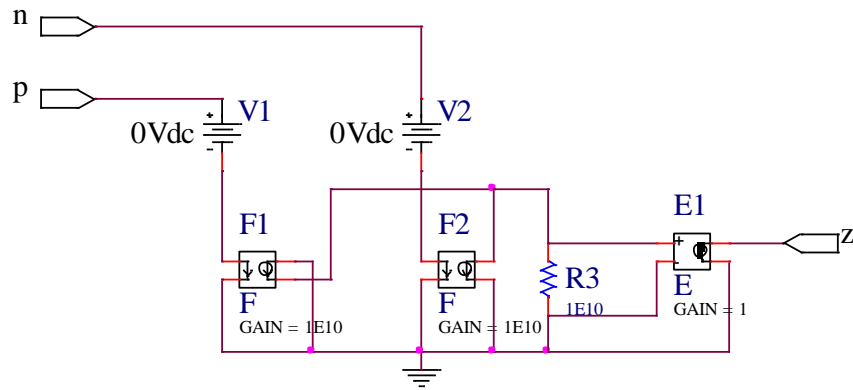 n
p
V1
0Vdc
V2
0Vdc
F1
F
GAIN = 1E10
F2
F
GAIN = 1E10
R3
1E10
E1
E
GAIN = 1
z
+
-
+
-
+
-